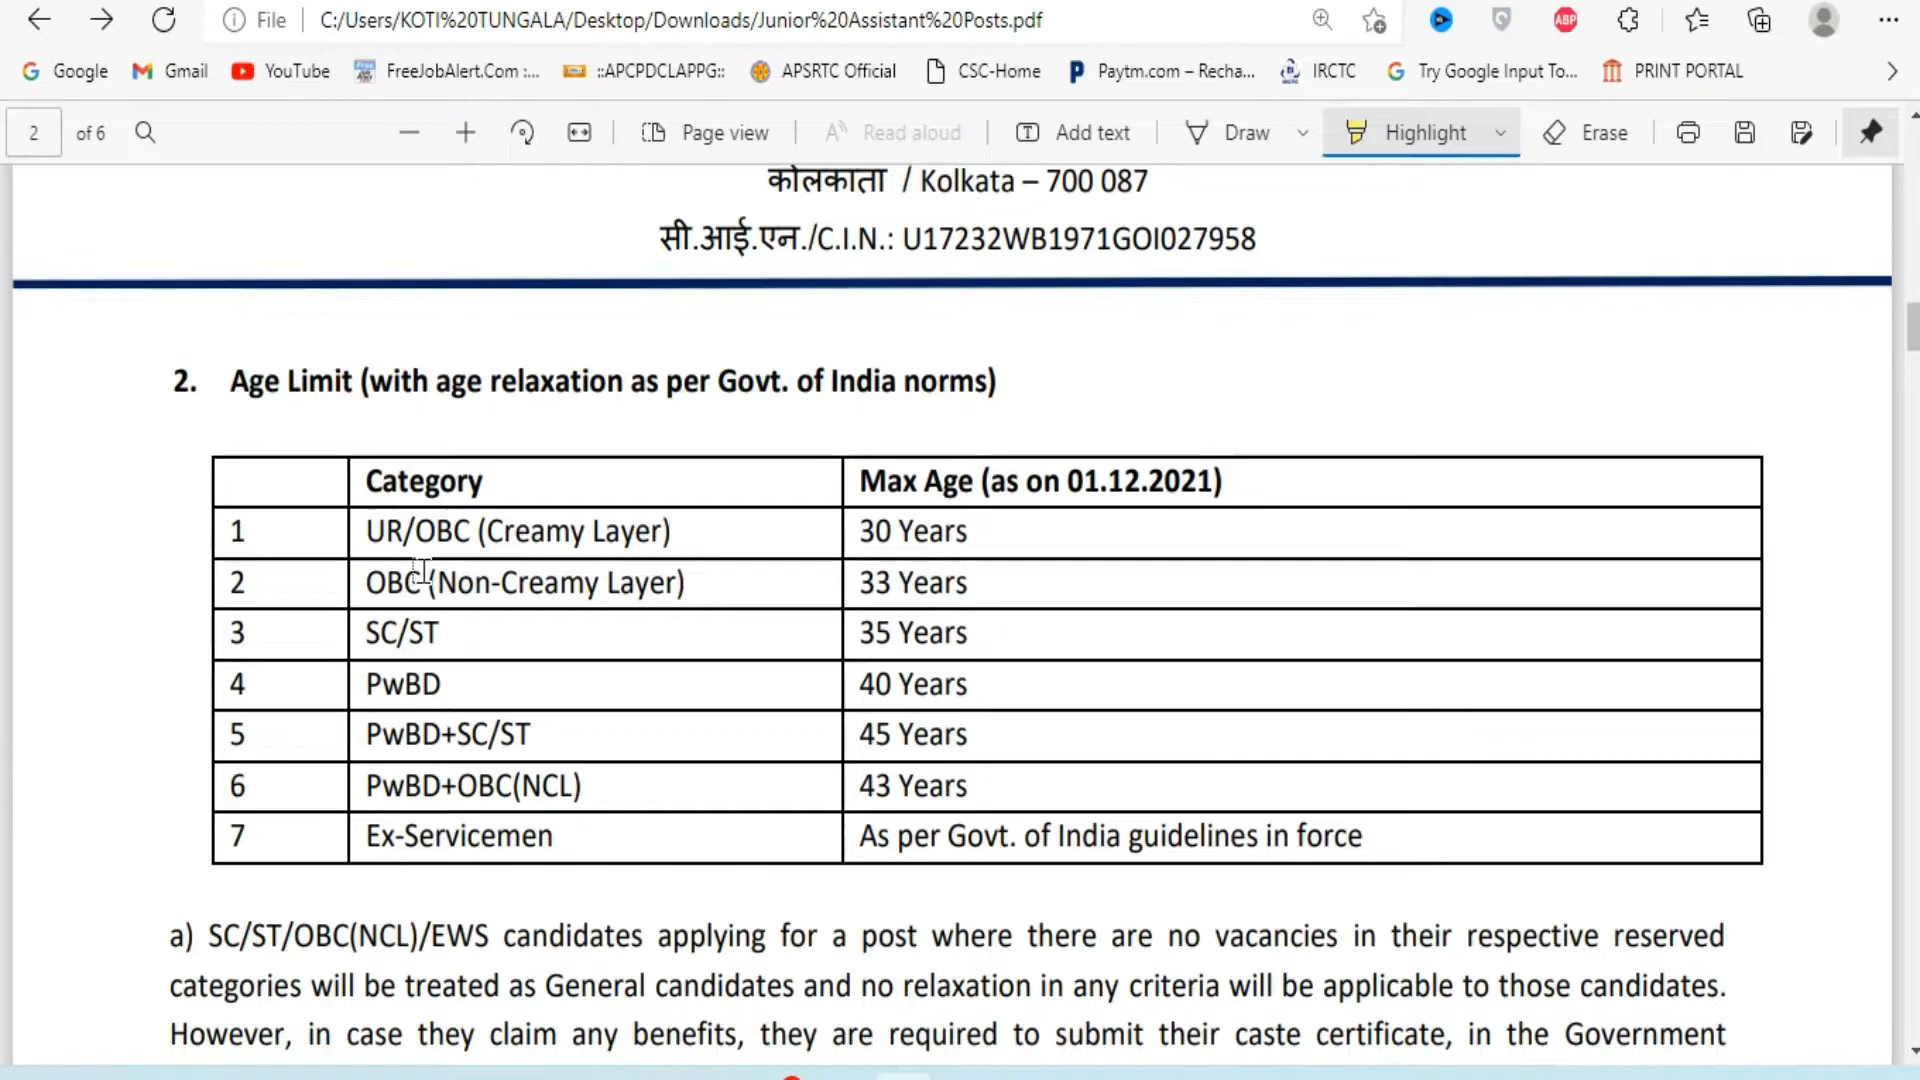 File C:/Users/KOTI%20TUNGALA/Desktop/Downloads/Junior%20Assistant%20Posts.pdf ABP
Google Gmail YouTube FreeJobAlert.Com :... ::APCPDCLAPPG:: APSRTC Official CSC-Home Paytm.com – Recha... IRCTC Try Google Input To... PRINT PORTAL
2 of 6 Page view Read aloud Add text Draw Highlight Erase
कोलकाता / Kolkata – 700 087
सी.आई.एन./C.I.N.: U17232WB1971GOI027958
2. Age Limit (with age relaxation as per Govt. of India norms)
Category Max Age (as on 01.12.2021)
1 UR/OBC (Creamy Layer) 30 Years
2 OBC (Non-Creamy Layer) 33 Years
3 SC/ST 35 Years
4 PwBD 40 Years
5 PwBD+SC/ST 45 Years
6 PwBD+OBC(NCL) 43 Years
7 Ex-Servicemen As per Govt. of India guidelines in force
a) SC/ST/OBC(NCL)/EWS candidates applying for a post where there are no vacancies in their respective reserved
categories will be treated as General candidates and no relaxation in any criteria will be applicable to those candidates.
However, in case they claim any benefits, they are required to submit their caste certificate, in the Government